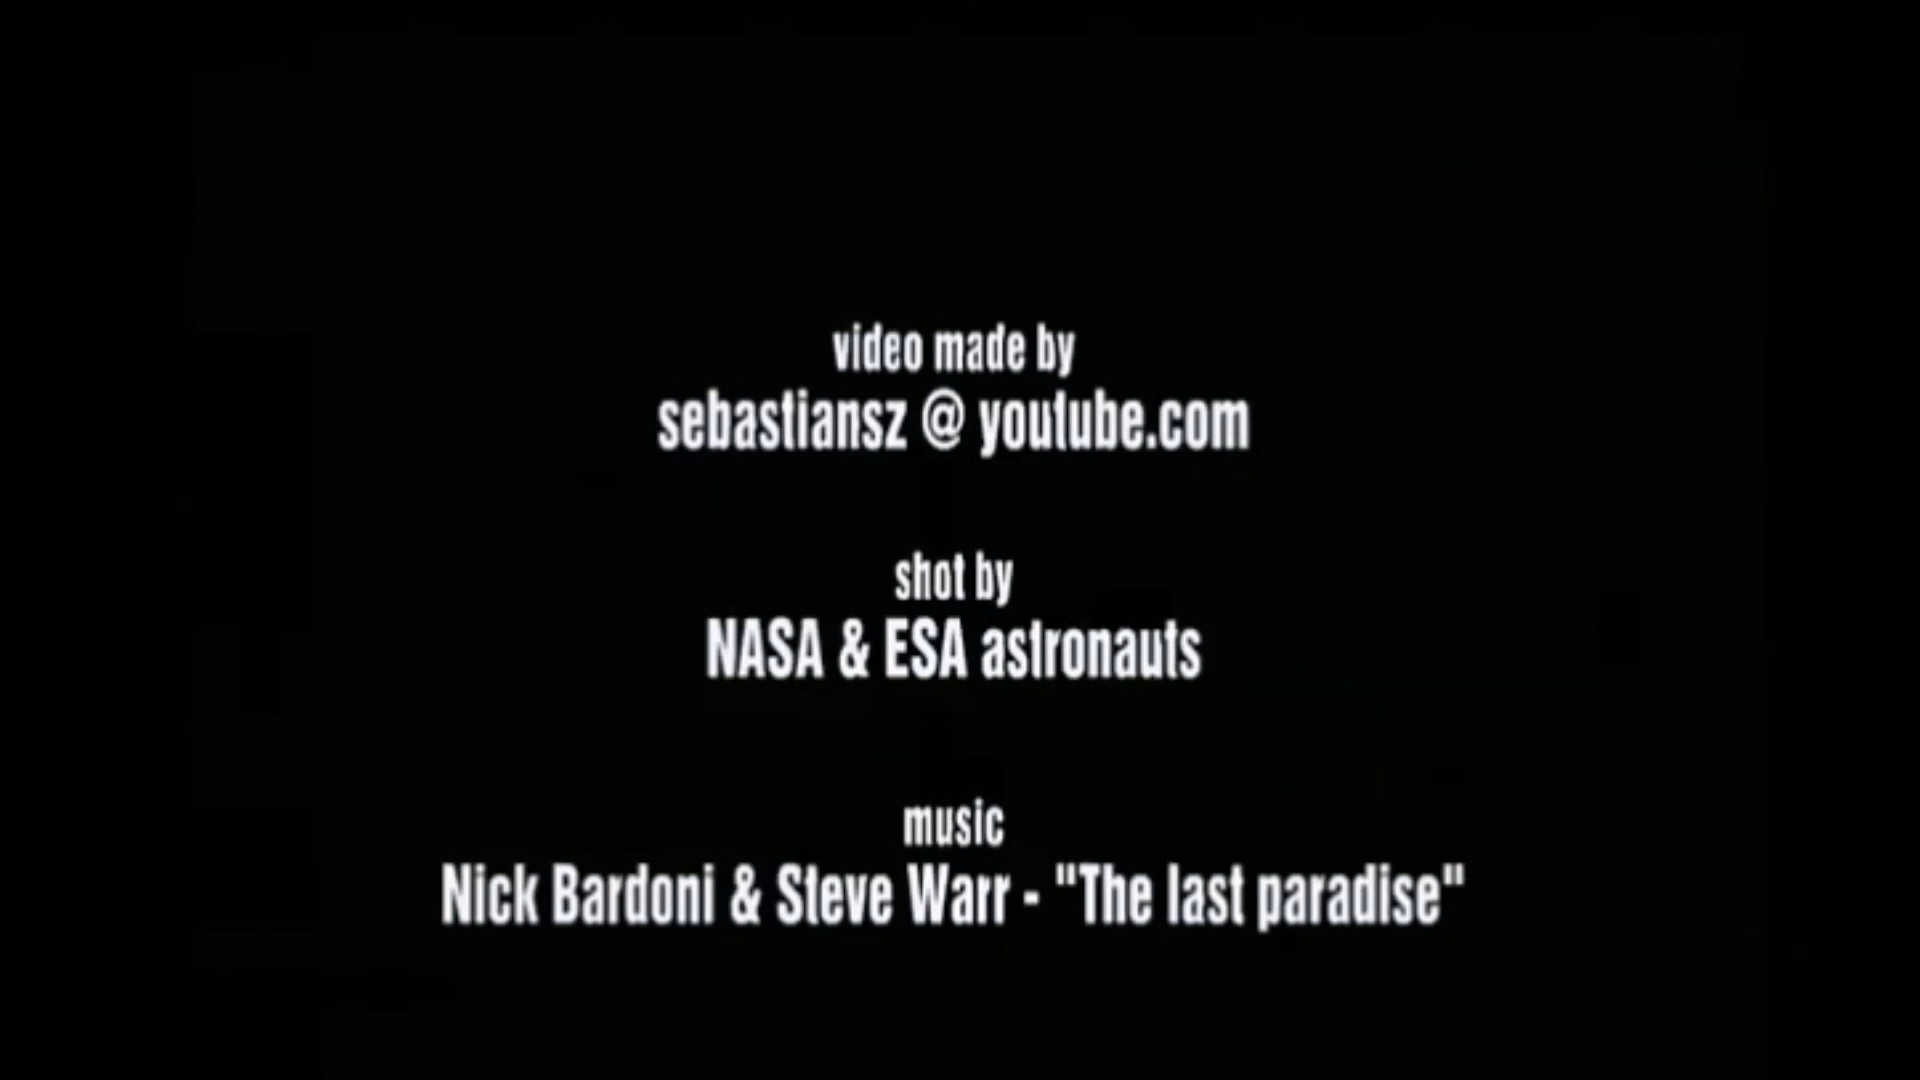 video made by
sebastiansz @ youtube.com
shot by
NASA & ESA astronauts
music
Nick Bardoni & Steve Warr - "The last paradise"